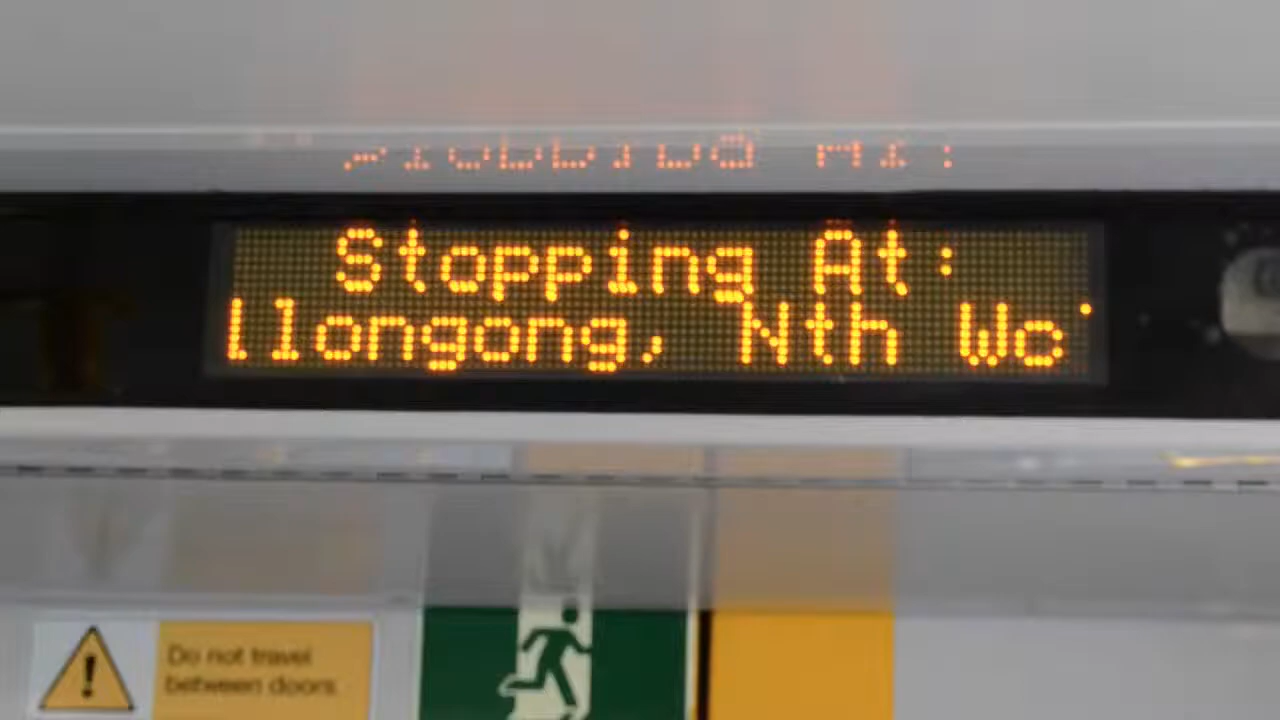 Stopping At:
llongong, Nth Wo
Do not travel
between doors